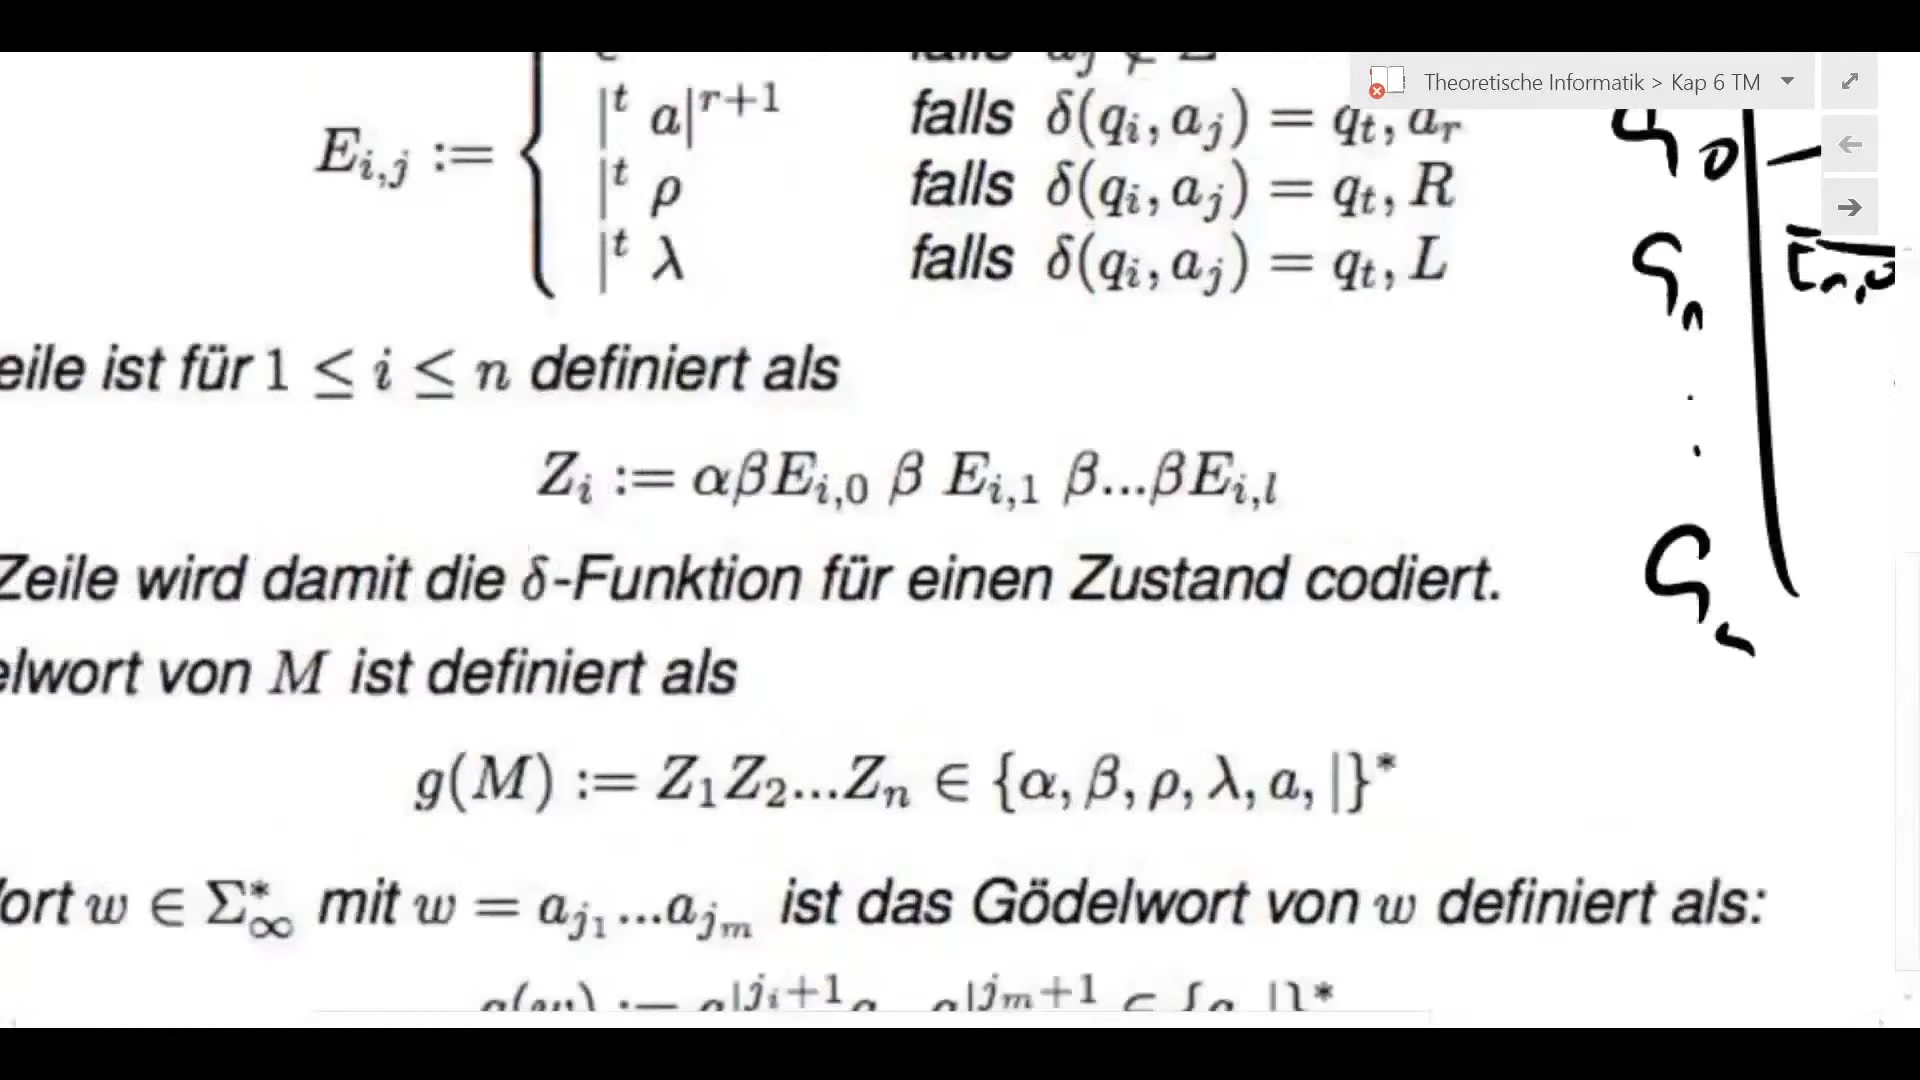 Theoretische Informatik > Kap 6 TM
E_{i,j} := { |^t a|^{r+1} falls δ(q_i, a_j) = q_t, a_r
|^t ρ falls δ(q_i, a_j) = q_t, R
|^t λ falls δ(q_i, a_j) = q_t, L
eile ist für 1 ≤ i ≤ n definiert als
Z_i := αβE_{i,0} β E_{i,1} β...βE_{i,l}
Zeile wird damit die δ-Funktion für einen Zustand codiert.
elwort von M ist definiert als
g(M) := Z_1Z_2...Z_n ∈ {α, β, ρ, λ, a, |}*
ort w ∈ Σ_∞^* mit w = a_{j_1}...a_{j_m} ist das Gödelwort von w definiert als: